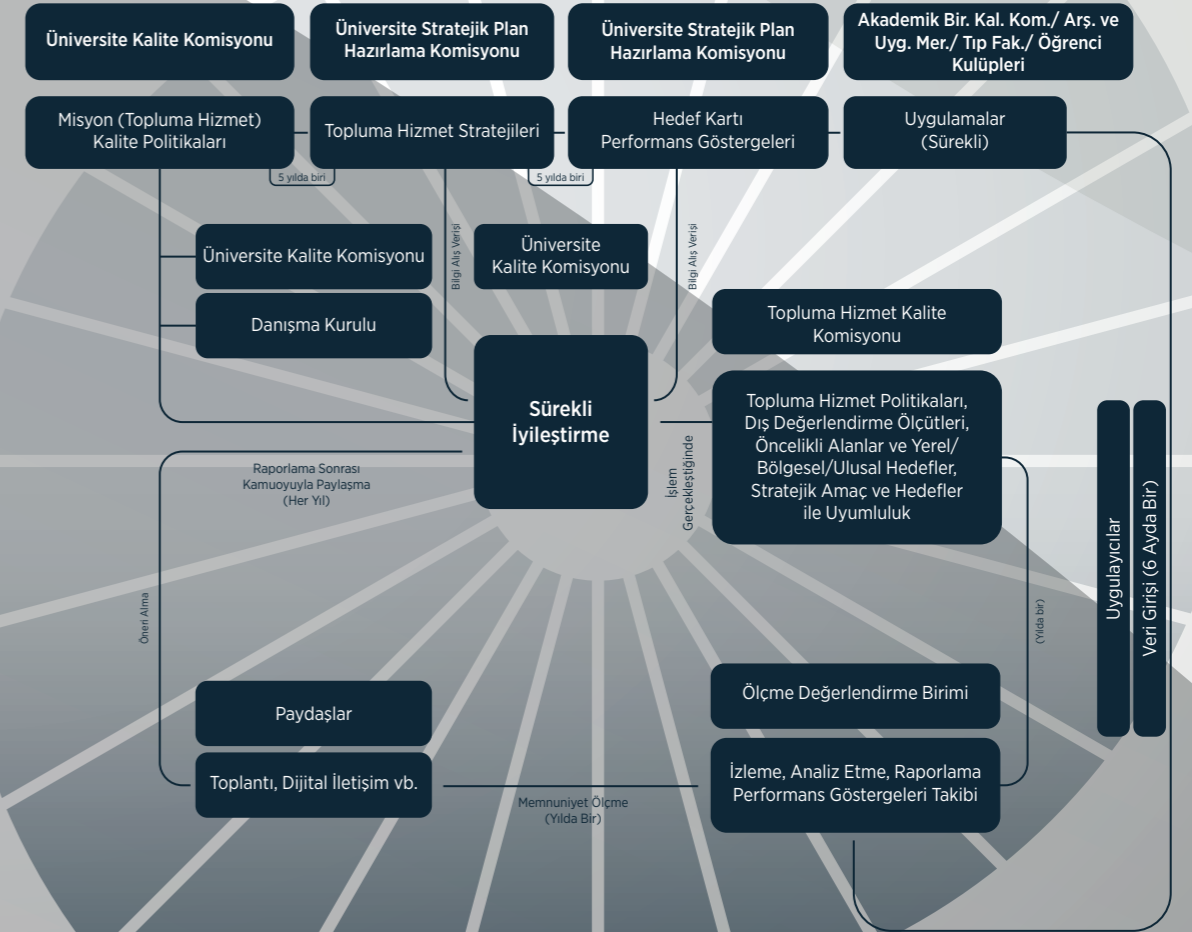 Üniversite Kalite Komisyonu
Üniversite Stratejik Plan
Hazırlama Komisyonu
Üniversite Stratejik Plan
Hazırlama Komisyonu
Akademik Bir. Kal. Kom./ Arş. ve
Uyg. Mer./ Tıp Fak./ Öğrenci
Kulüpleri
Misyon (Topluma Hizmet)
Kalite Politikaları
Topluma Hizmet Stratejileri
Hedef Kartı
Performans Göstergeleri
Uygulamalar
(Sürekli)
5 yılda biri
5 yılda biri
Üniversite Kalite Komisyonu
Bilgi Alış Verişi
Üniversite
Kalite Komisyonu
Bilgi Alış Verişi
Danışma Kurulu
Topluma Hizmet Kalite
Komisyonu
Sürekli
İyileştirme
Topluma Hizmet Politikaları,
Dış Değerlendirme Ölçütleri,
Öncelikli Alanlar ve Yerel/
Bölgesel/Ulusal Hedefler,
Stratejik Amaç ve Hedefler
ile Uyumluluk
İşlem
Gerçekleştiğinde
Raporlama Sonrası
Kamuoyuyla Paylaşma
(Her Yıl)
Uygulayıcılar
Veri Girişi (6 Ayda Bir)
Öneri Alma
(Yılda bir)
Paydaşlar
Ölçme Değerlendirme Birimi
Toplantı, Dijital İletişim vb.
İzleme, Analiz Etme, Raporlama
Performans Göstergeleri Takibi
Memnuniyet Ölçme
(Yılda Bir)